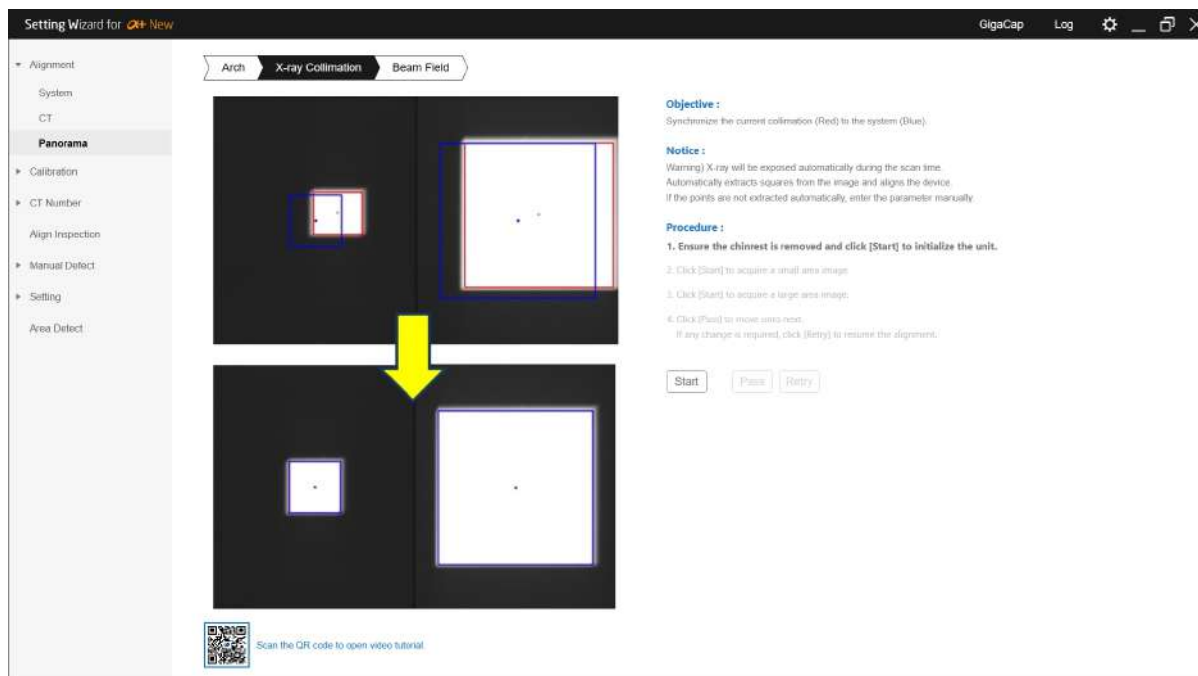 Setting Wizard for α+ New
GigaCap
Log
Alignment
System
CT
Panorama
Calibration
CT Number
Align Inspection
Manual Defect
Setting
Area Defect
Arch
X-ray Collimation
Beam Field
Objective :
Synchronize the current collimation (Red) to the system (Blue).
Notice :
Warning) X-ray will be exposed automatically during the scan time.
Automatically extracts squares from the image and aligns the device.
If the points are not extracted automatically, enter the parameter manually.
Procedure :
1. Ensure the chinrest is removed and click [Start] to initialize the unit.
2. Click [Start] to acquire a small area image.
3. Click [Start] to acquire a large area image.
4. Click [Pass] to move onto next.
If any change is required, click [Retry] to resume the alignment.
Start
Pass
Retry
Scan the QR code to open video tutorial